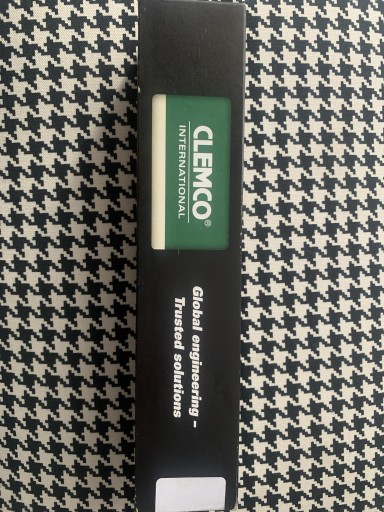 CLEMCO®
INTERNATIONAL
Global engineering –
Trusted solutions